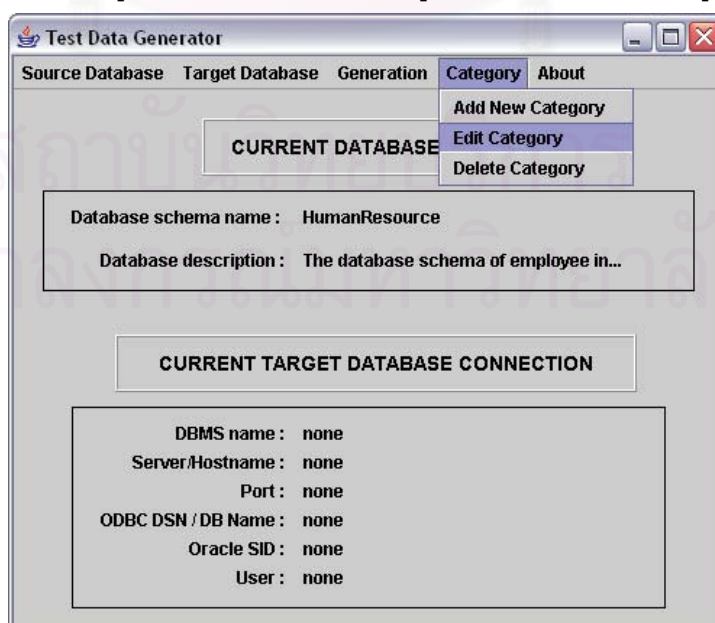 Test Data Generator
Source Database Target Database Generation Category About
Add New Category
Edit Category
Delete Category
CURRENT DATABASE
Database schema name : HumanResource
Database description : The database schema of employee in...
CURRENT TARGET DATABASE CONNECTION
DBMS name : none
Server/Hostname : none
Port : none
ODBC DSN / DB Name : none
Oracle SID : none
User : none